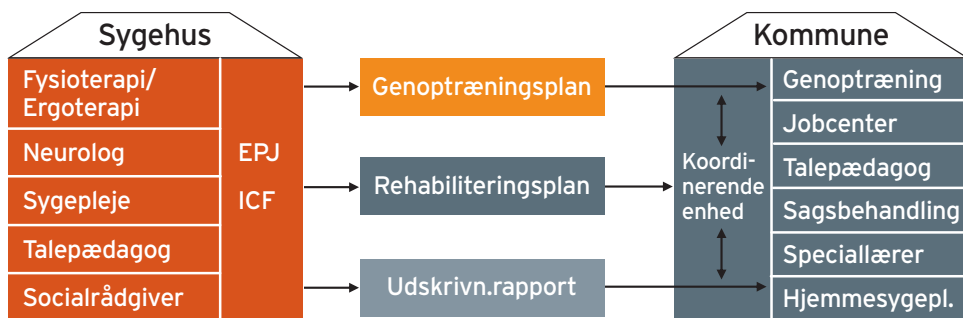 Sygehus
Fysioterapi/
Ergoterapi
Neurolog
Sygepleje
Talepædagog
Socialrådgiver
EPJ
ICF
Genoptræningsplan
Rehabiliteringsplan
Udskrivn.rapport
Kommune
Koordi-
nerende
enhed
Genoptræning
Jobcenter
Talepædagog
Sagsbehandling
Speciallærer
Hjemmesygepl.